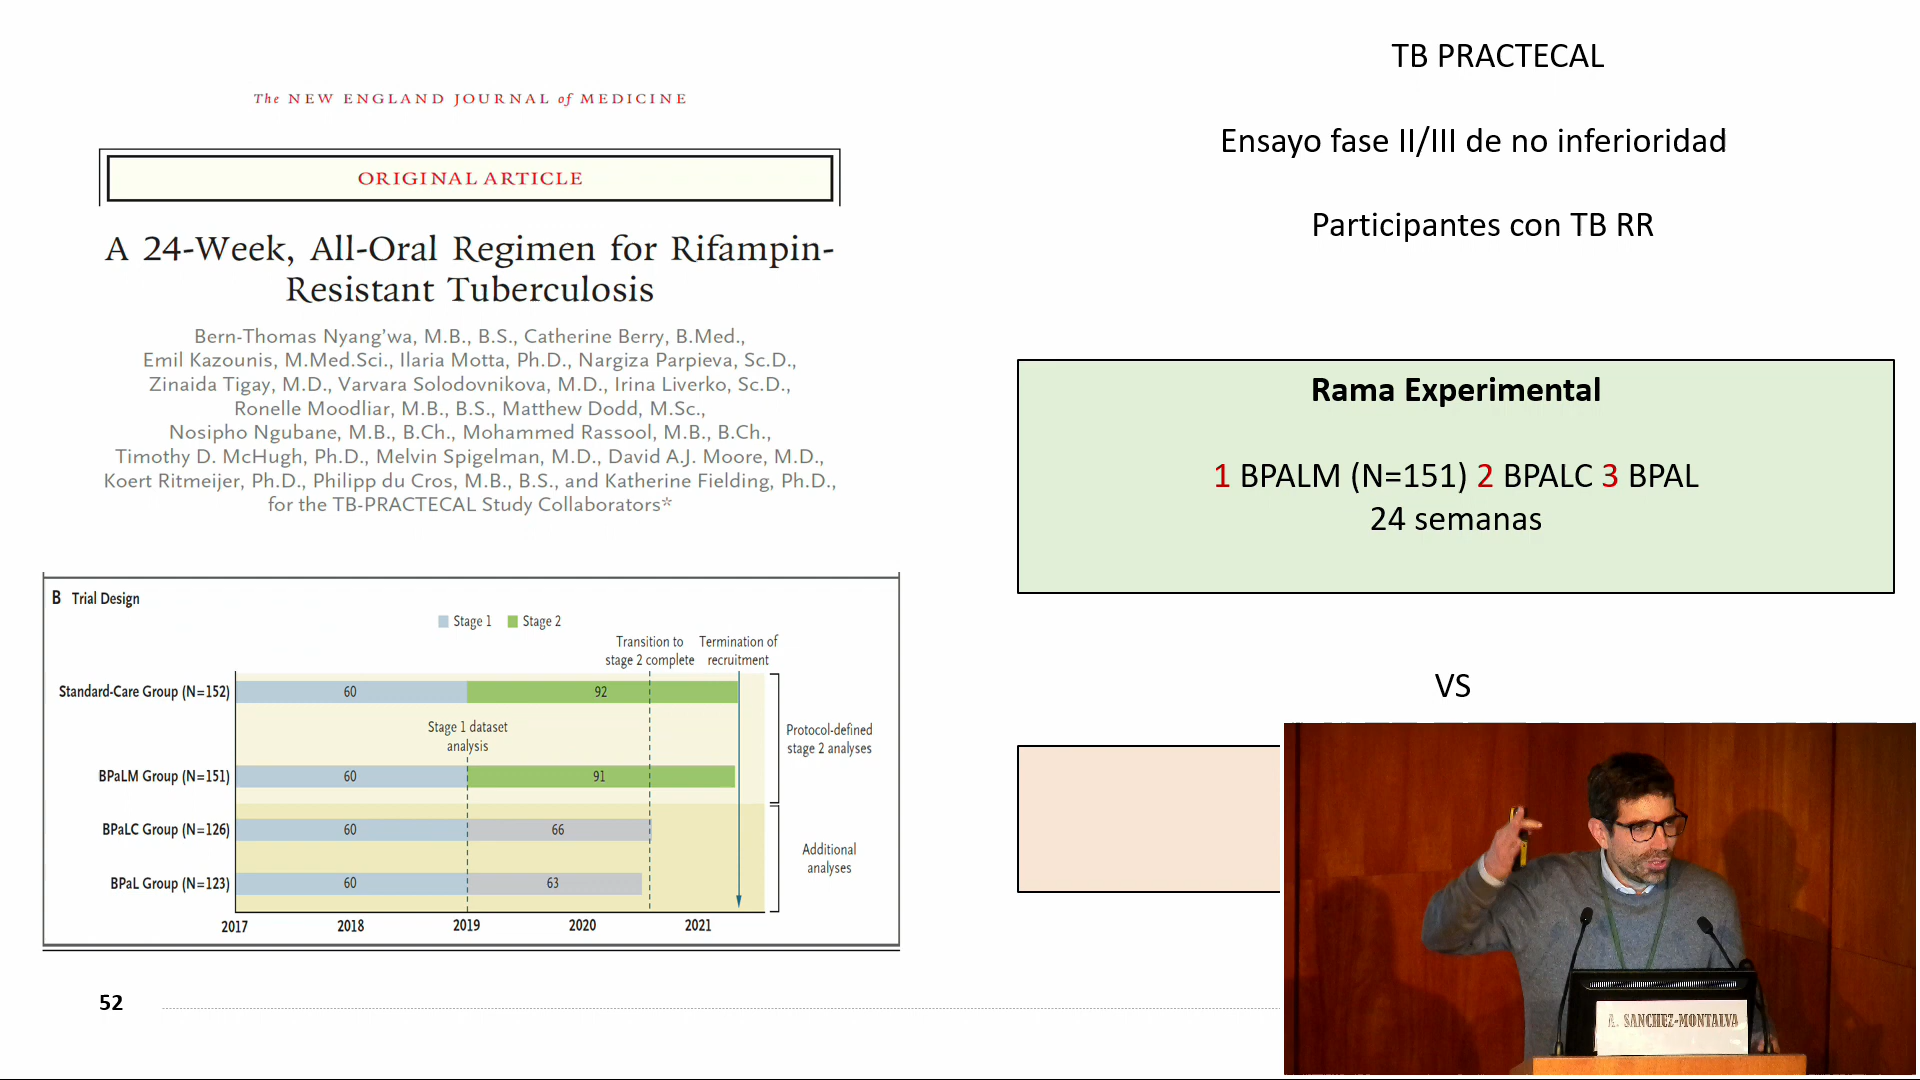 The NEW ENGLAND JOURNAL of MEDICINE
ORIGINAL ARTICLE
A 24-Week, All-Oral Regimen for Rifampin-
Resistant Tuberculosis
Bern-Thomas Nyang'wa, M.B., B.S., Catherine Berry, B.Med.,
Emil Kazounis, M.Med.Sci., Ilaria Motta, Ph.D., Nargiza Parpieva, Sc.D.,
Zinaida Tigay, M.D., Varvara Solodovnikova, M.D., Irina Liverko, Sc.D.,
Ronelle Moodliar, M.B., B.S., Matthew Dodd, M.Sc.,
Nosipho Ngubane, M.B., B.Ch., Mohammed Rassool, M.B., B.Ch.,
Timothy D. McHugh, Ph.D., Melvin Spigelman, M.D., David A.J. Moore, M.D.,
Koert Ritmeijer, Ph.D., Philipp du Cros, M.B., B.S., and Katherine Fielding, Ph.D.,
for the TB-PRACTECAL Study Collaborators*
B Trial Design
Stage 1 Stage 2
Transition to
stage 2 complete
Termination of
recruitment
Standard-Care Group (N=152) 60 92
Stage 1 dataset
analysis
BPaLM Group (N=151) 60 91
BPaLC Group (N=126) 60 66
BPaL Group (N=123) 60 63
Protocol-defined
stage 2 analyses
Additional
analyses
2017 2018 2019 2020 2021
52
TB PRACTECAL
Ensayo fase II/III de no inferioridad
Participantes con TB RR
Rama Experimental
1 BPALM (N=151) 2 BPALC 3 BPAL
24 semanas
VS
A. SANCHEZ-MONTALVA